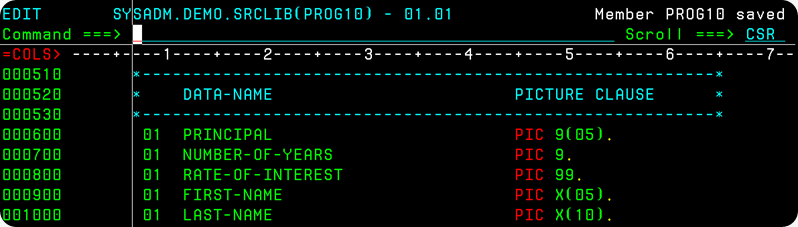 EDIT       SYSADM.DEMO.SRCLIB(PROG10) - 01.01                 Member PROG10 saved
Command ===>                                                  Scroll ===> CSR
=COLS> ----+----1----+----2----+----3----+----4----+----5----+----6----+----7--
000510       *----------------------------------------------------------*
000520            DATA-NAME                        PICTURE CLAUSE       *
000530       *----------------------------------------------------------*
000600        01  PRINCIPAL                        PIC 9(05).
000700        01  NUMBER-OF-YEARS                  PIC 9.
000800        01  RATE-OF-INTEREST                 PIC 99.
000900        01  FIRST-NAME                       PIC X(05).
001000        01  LAST-NAME                        PIC X(10).